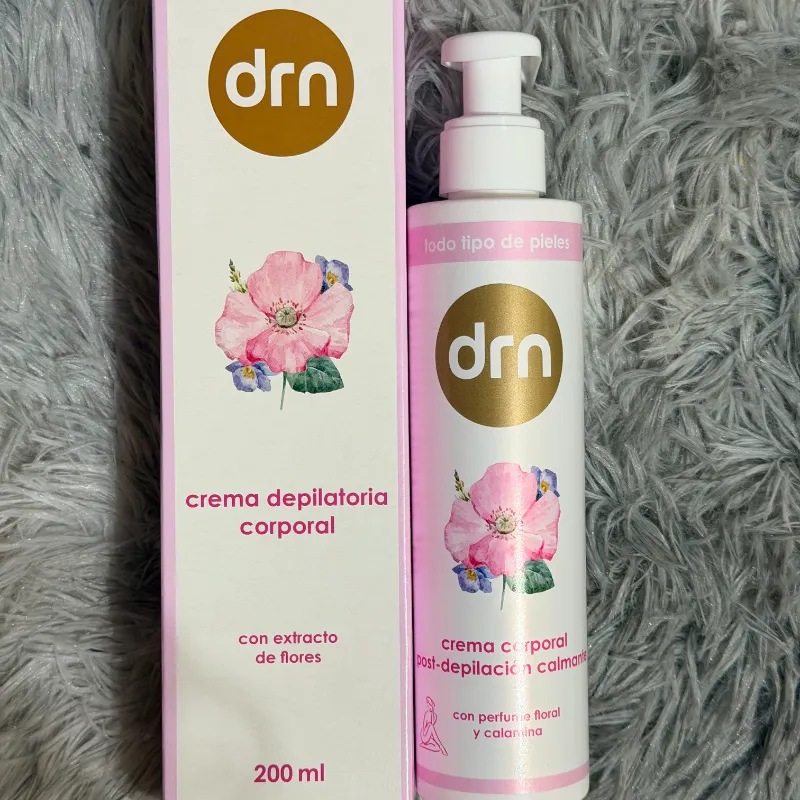 drn
crema depilatoria
corporal
con extracto
de flores
200 ml
todo tipo de pieles
drn
crema corporal
post-depilación calmante
con perfume floral
y calamina